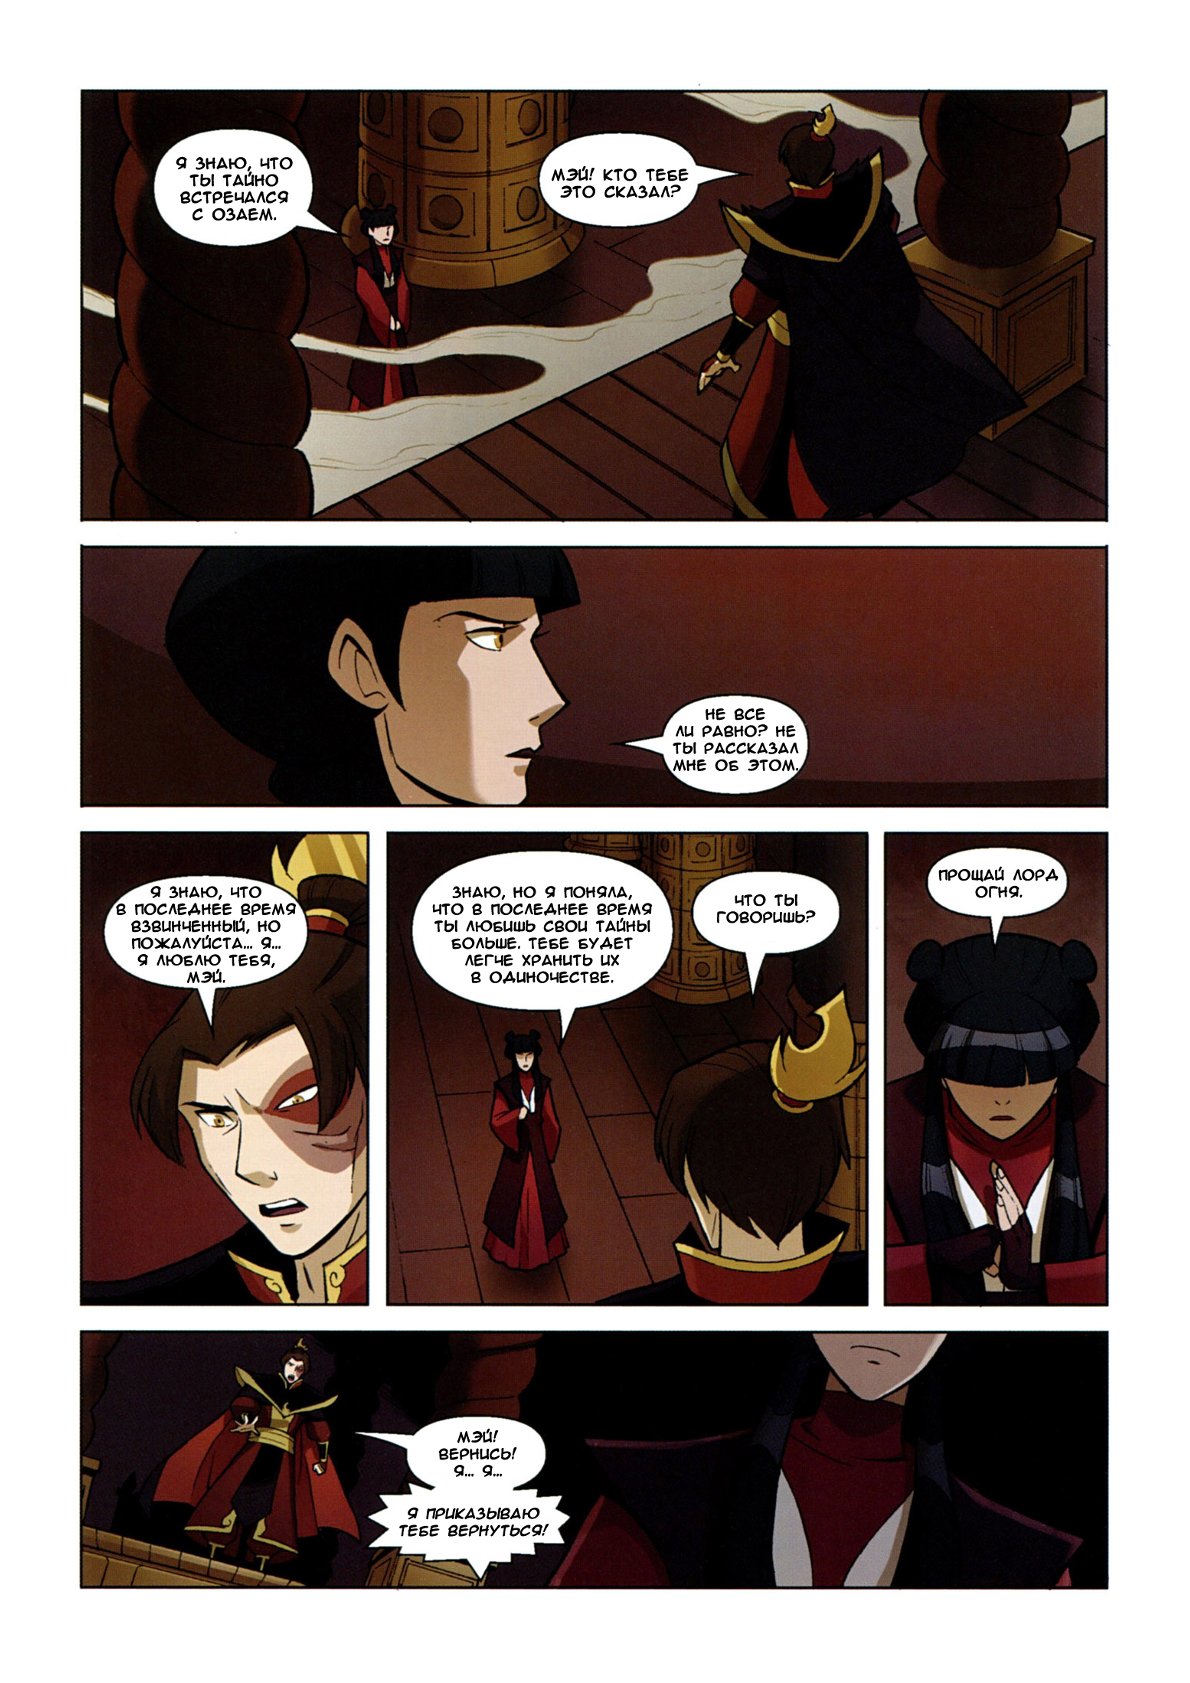 Я ЗНАЮ, ЧТО
ТЫ ТАЙНО
ВСТРЕЧАЛСЯ
С ОЗАЕМ.
МЭЙ! КТО ТЕБЕ
ЭТО СКАЗАЛ?
НЕ ВСЕ
ЛИ РАВНО? НЕ
ТЫ РАССКАЗАЛ
МНЕ ОБ ЭТОМ.
Я ЗНАЮ, ЧТО
В ПОСЛЕДНЕЕ ВРЕМЯ
ВЗВИНЧЕННЫЙ, НО
ПОЖАЛУЙСТА... Я...
Я ЛЮБЛЮ ТЕБЯ,
МЭЙ.
ЗНАЮ, НО Я ПОНЯЛА,
ЧТО В ПОСЛЕДНЕЕ ВРЕМЯ
ТЫ ЛЮБИШЬ СВОИ ТАЙНЫ
БОЛЬШЕ. ТЕБЕ БУДЕТ
ЛЕГЧЕ ХРАНИТЬ ИХ
В ОДИНОЧЕСТВЕ.
ЧТО ТЫ
ГОВОРИШЬ?
ПРОЩАЙ ЛОРД
ОГНЯ.
МЭЙ!
ВЕРНИСЬ!
Я... Я...
Я ПРИКАЗЫВАЮ
ТЕБЕ ВЕРНУТЬСЯ!